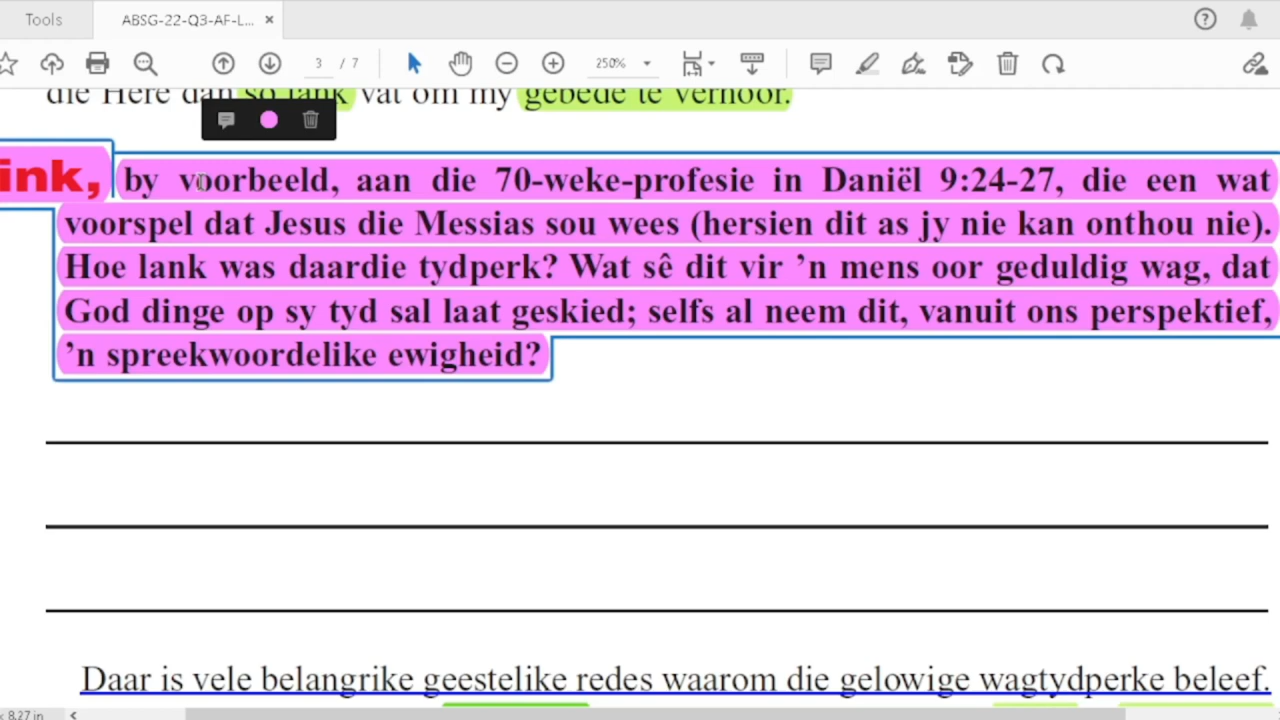 Tools
ABSG-22-Q3-AF-L... ×
3 / 7
250%
die Here dan so lank vat om my gebede te verhoor.
ink, by voorbeeld, aan die 70-weke-profesie in Daniël 9:24-27, die een wat
voorspel dat Jesus die Messias sou wees (hersien dit as jy nie kan onthou nie).
Hoe lank was daardie tydperk? Wat sê dit vir ’n mens oor geduldig wag, dat
God dinge op sy tyd sal laat geskied; selfs al neem dit, vanuit ons perspektief,
’n spreekwoordelike ewigheid?
Daar is vele belangrike geestelike redes waarom die gelowige wagtydperke beleef.
x 8,27 in